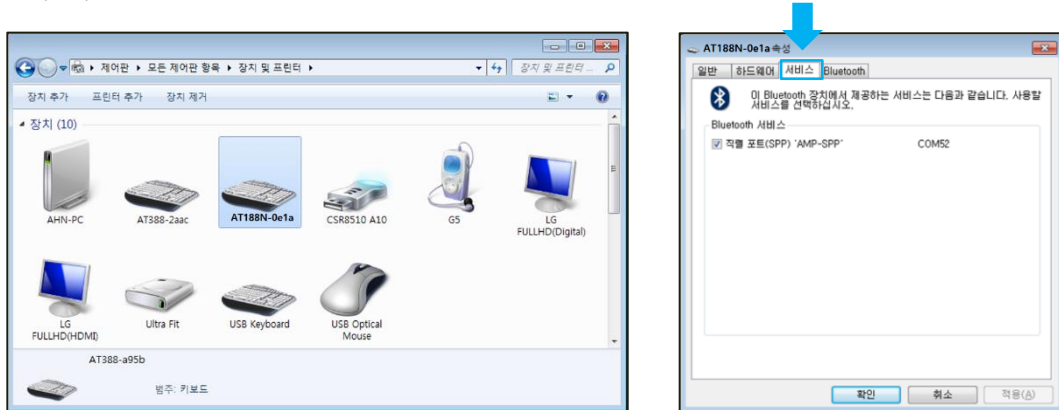 제어판 ▸ 모든 제어판 항목 ▸ 장치 및 프린터 ▸
장치 및 프린터 ...
장치 추가 프린터 추가 장치 제거
장치 (10)
AHN-PC
AT388-2aac
AT188N-0e1a
CSR8510 A10
G5
LG
FULLHD(Digital)
LG
FULLHD(HDMI)
Ultra Fit
USB Keyboard
USB Optical
Mouse
AT388-a95b
범주: 키보드
AT188N-0e1a 속성
일반 하드웨어 서비스 Bluetooth
이 Bluetooth 장치에서 제공하는 서비스는 다음과 같습니다. 사용할
서비스를 선택하십시오.
Bluetooth 서비스
직렬 포트(SPP) 'AMP-SPP' COM52
확인 취소 적용(A)